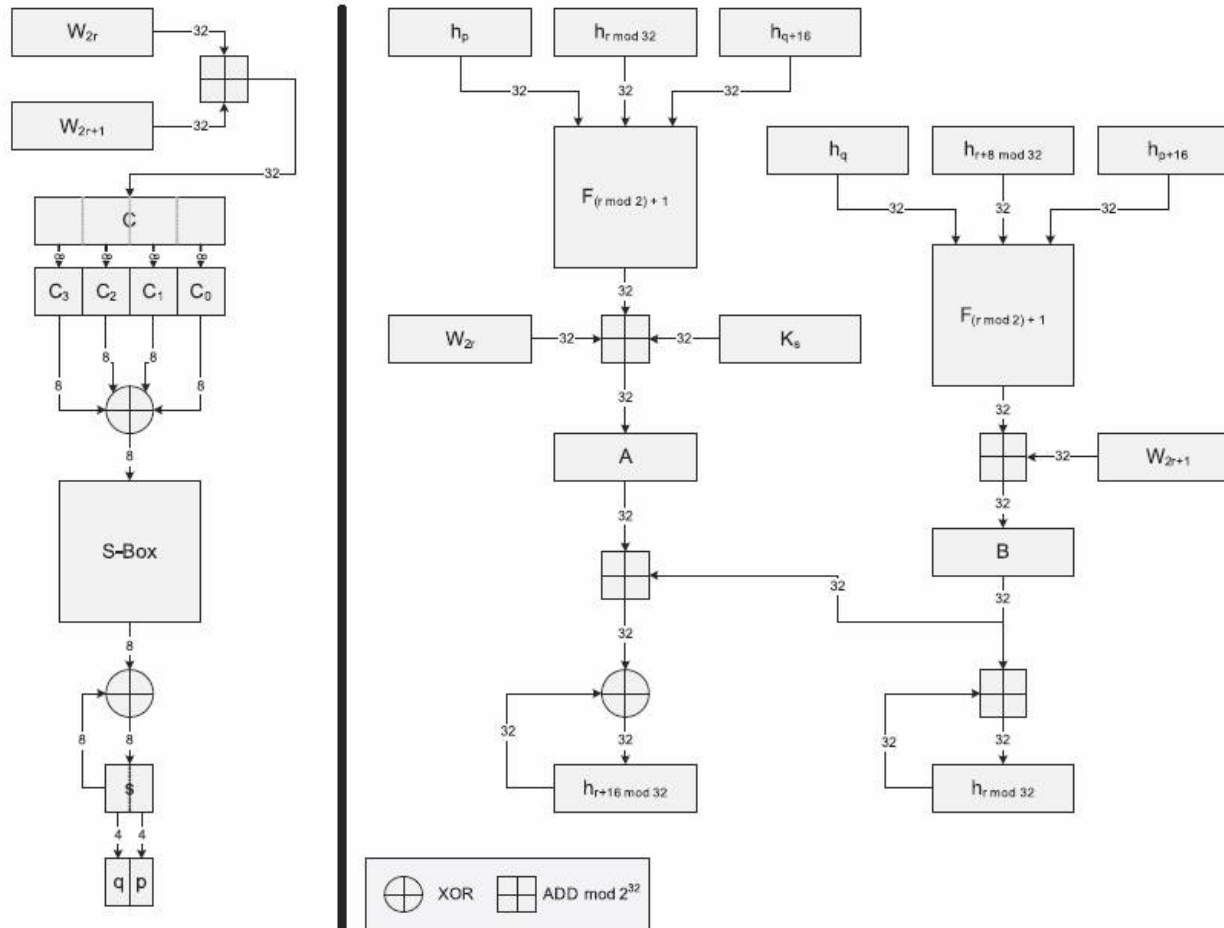 W2r
32
W2r+1
32
32
C
8 8 8 8
C3 C2 C1 C0
8 8 8 8
8
S-Box
8
8 8
s
4 4
q p
hp hr mod 32 hq+16
32 32 32
F(r mod 2) + 1
32
W2r 32 32 Ks
32
A
32
32
32
32 32
hr+16 mod 32
hq hr+8 mod 32 hp+16
32 32 32
F(r mod 2) + 1
32
32 W2r+1
32
B
32
32 32
hr mod 32
XOR ADD mod 2^32